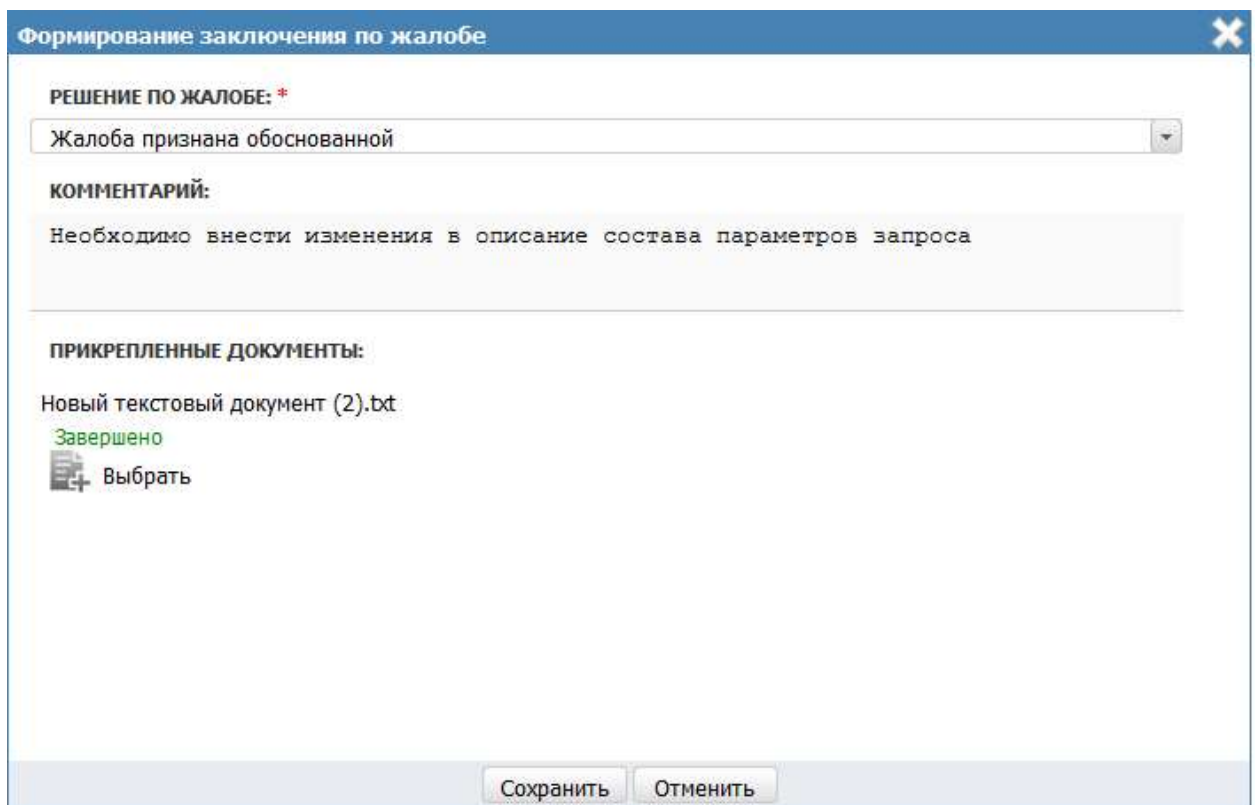 Формирование заключения по жалобе
РЕШЕНИЕ ПО ЖАЛОБЕ: *
Жалоба признана обоснованной
КОММЕНТАРИЙ:
Необходимо внести изменения в описание состава параметров запроса
ПРИКРЕПЛЕННЫЕ ДОКУМЕНТЫ:
Новый текстовый документ (2).txt
Завершено
Выбрать
Сохранить Отменить